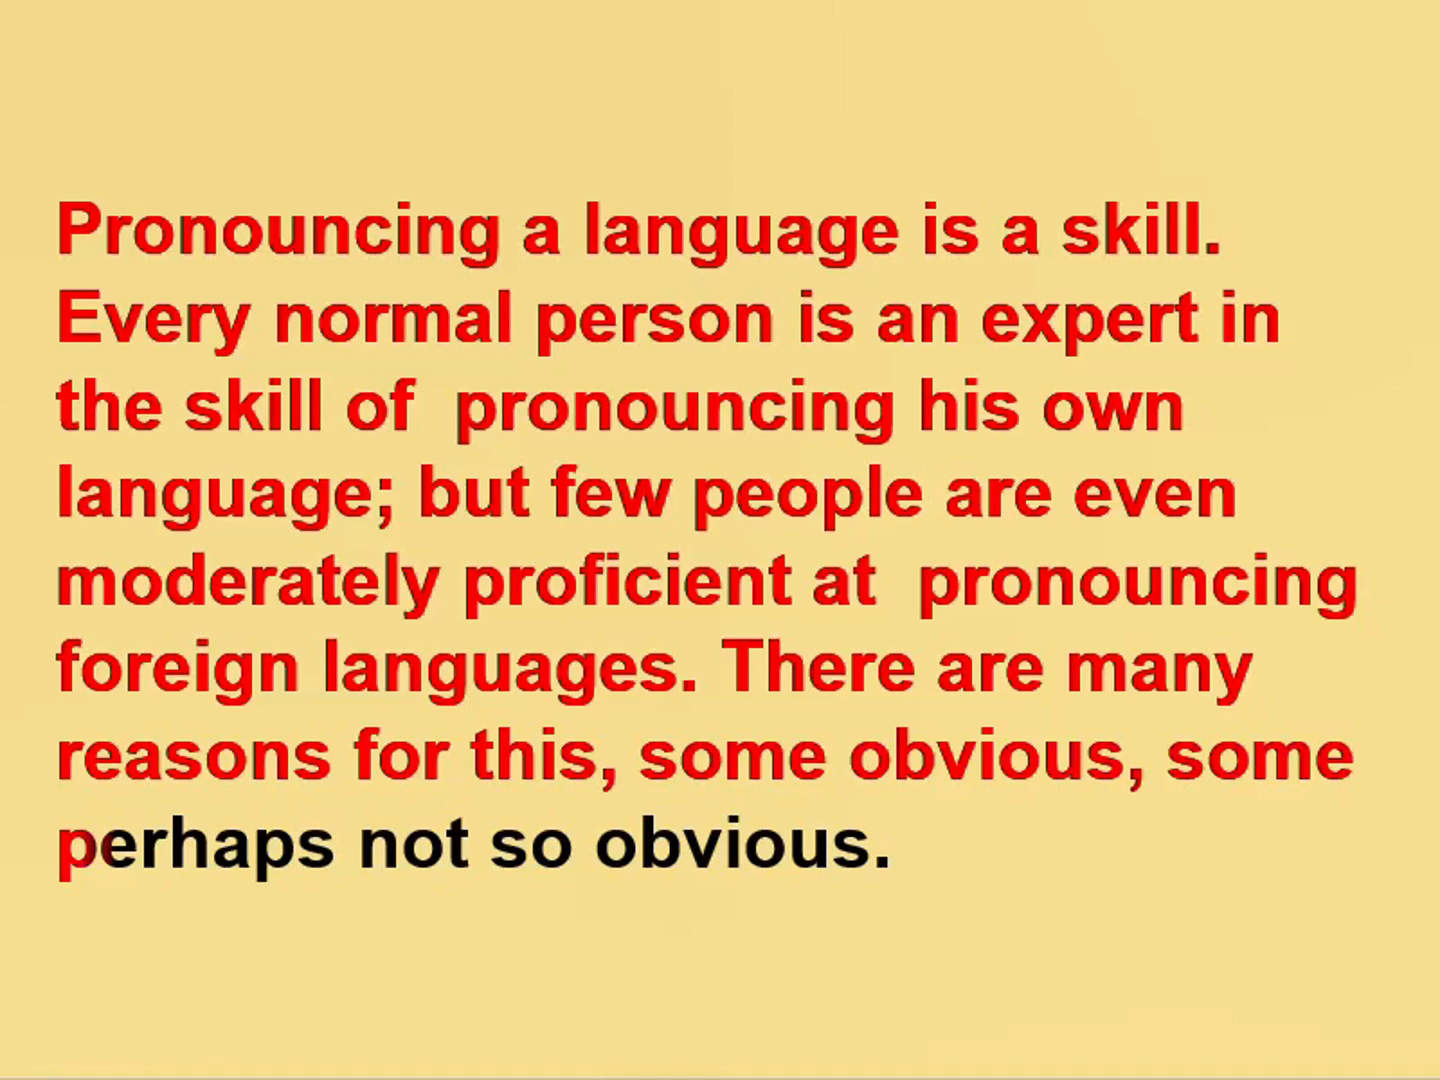 Pronouncing a language is a skill.
Every normal person is an expert in
the skill of  pronouncing his own
language; but few people are even
moderately proficient at  pronouncing
foreign languages. There are many
reasons for this, some obvious, some
perhaps not so obvious.